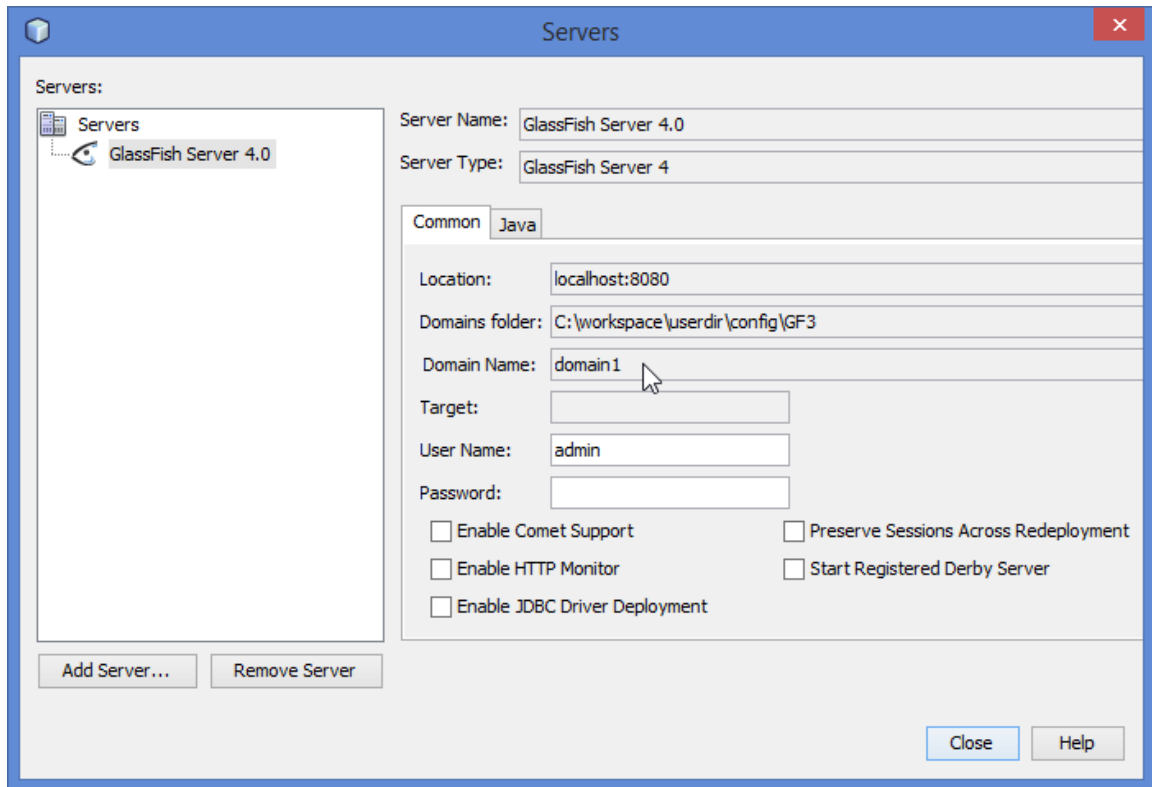 Servers
Servers:
Servers
GlassFish Server 4.0
Server Name: GlassFish Server 4.0
Server Type: GlassFish Server 4
Common Java
Location: localhost:8080
Domains folder: C:\workspace\userdir\config\GF3
Domain Name: domain1
Target:
User Name: admin
Password:
Enable Comet Support Preserve Sessions Across Redeployment
Enable HTTP Monitor Start Registered Derby Server
Enable JDBC Driver Deployment
Add Server... Remove Server
Close Help